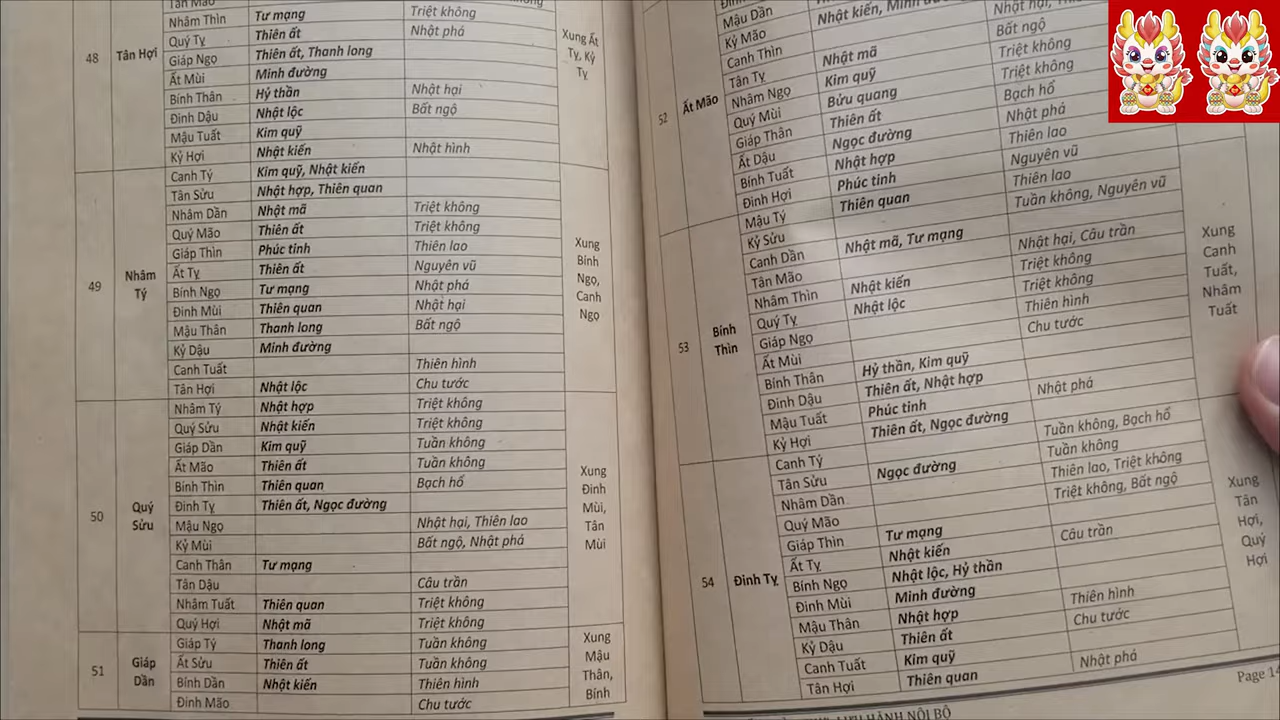 48 Tân Hợi Xung Ất Tỵ, Kỷ Tỵ
Tân Mão
Nhâm Thìn Tư mạng Triệt không
Quý Tỵ Thiên ất Nhật phá
Giáp Ngọ Thiên ất, Thanh long
Ất Mùi Minh đường
Bính Thân Hỷ thần Nhật hại
Đinh Dậu Nhật lộc Bất ngộ
Mậu Tuất Kim quỹ
Kỷ Hợi Nhật kiến Nhật hình
49 Nhâm Tý Xung Bính Ngọ, Canh Ngọ
Canh Tý Kim quỹ, Nhật kiến
Tân Sửu Nhật hợp, Thiên quan
Nhâm Dần Nhật mã Triệt không
Quý Mão Thiên ất Triệt không
Giáp Thìn Phúc tinh Thiên lao
Ất Tỵ Thiên ất Nguyên vũ
Bính Ngọ Tư mạng Nhật phá
Đinh Mùi Thiên quan Nhật hại
Mậu Thân Thanh long Bất ngộ
Kỷ Dậu Minh đường
Canh Tuất Thiên hình
Tân Hợi Nhật lộc Chu tước
50 Quý Sửu Xung Đinh Mùi, Tân Mùi
Nhâm Tý Nhật hợp Triệt không
Quý Sửu Nhật kiến Triệt không
Giáp Dần Kim quỹ Tuần không
Ất Mão Thiên ất Tuần không
Bính Thìn Thiên quan Bạch hổ
Đinh Tỵ Thiên ất, Ngọc đường
Mậu Ngọ Nhật hại, Thiên lao
Kỷ Mùi Bất ngộ, Nhật phá
Canh Thân Tư mạng
Tân Dậu Câu trần
Nhâm Tuất Thiên quan Triệt không
Quý Hợi Nhật mã Triệt không
51 Giáp Dần Xung Mậu Thân, Bính
Giáp Tý Thanh long Tuần không
Ất Sửu Thiên ất Tuần không
Bính Dần Nhật kiến Thiên hình
Đinh Mão Chu tước
52 Ất Mão
Mậu Dần
Kỷ Mão Nhật kiến, Minh Nhật hại,
Canh Thìn Bất ngộ
Tân Tỵ Nhật mã Triệt không
Nhâm Ngọ Kim quỹ Triệt không
Quý Mùi Bửu quang Bạch hổ
Giáp Thân Thiên ất Nhật phá
Ất Dậu Ngọc đường Thiên lao
Bính Tuất Nhật hợp Nguyên vũ
Đinh Hợi Phúc tinh Thiên lao
53 Bính Thìn Xung Canh Tuất, Nhâm Tuất
Mậu Tý Thiên quan Tuần không, Nguyên vũ
Kỷ Sửu
Canh Dần Nhật mã, Tư mạng Nhật hại, Câu trần
Tân Mão Triệt không
Nhâm Thìn Nhật kiến Triệt không
Quý Tỵ Nhật lộc Thiên hình
Giáp Ngọ Chu tước
Ất Mùi
Bính Thân Hỷ thần, Kim quỹ
Đinh Dậu Thiên ất, Nhật hợp
Mậu Tuất Phúc tinh Nhật phá
Kỷ Hợi Thiên ất, Ngọc đường
54 Đinh Tỵ Xung Tân Hợi, Quý Hợi
Canh Tý Tuần không, Bạch hổ
Tân Sửu Ngọc đường Tuần không
Nhâm Dần Thiên lao, Triệt không
Quý Mão Triệt không, Bất ngộ
Giáp Thìn Tư mạng
Ất Tỵ Nhật kiến Câu trần
Bính Ngọ Nhật lộc, Hỷ thần
Đinh Mùi Minh đường
Mậu Thân Nhật hợp Thiên hình
Kỷ Dậu Thiên ất Chu tước
Canh Tuất Kim quỹ
Tân Hợi Thiên quan Nhật phá
LƯU HÀNH NỘI BỘ
Page 14